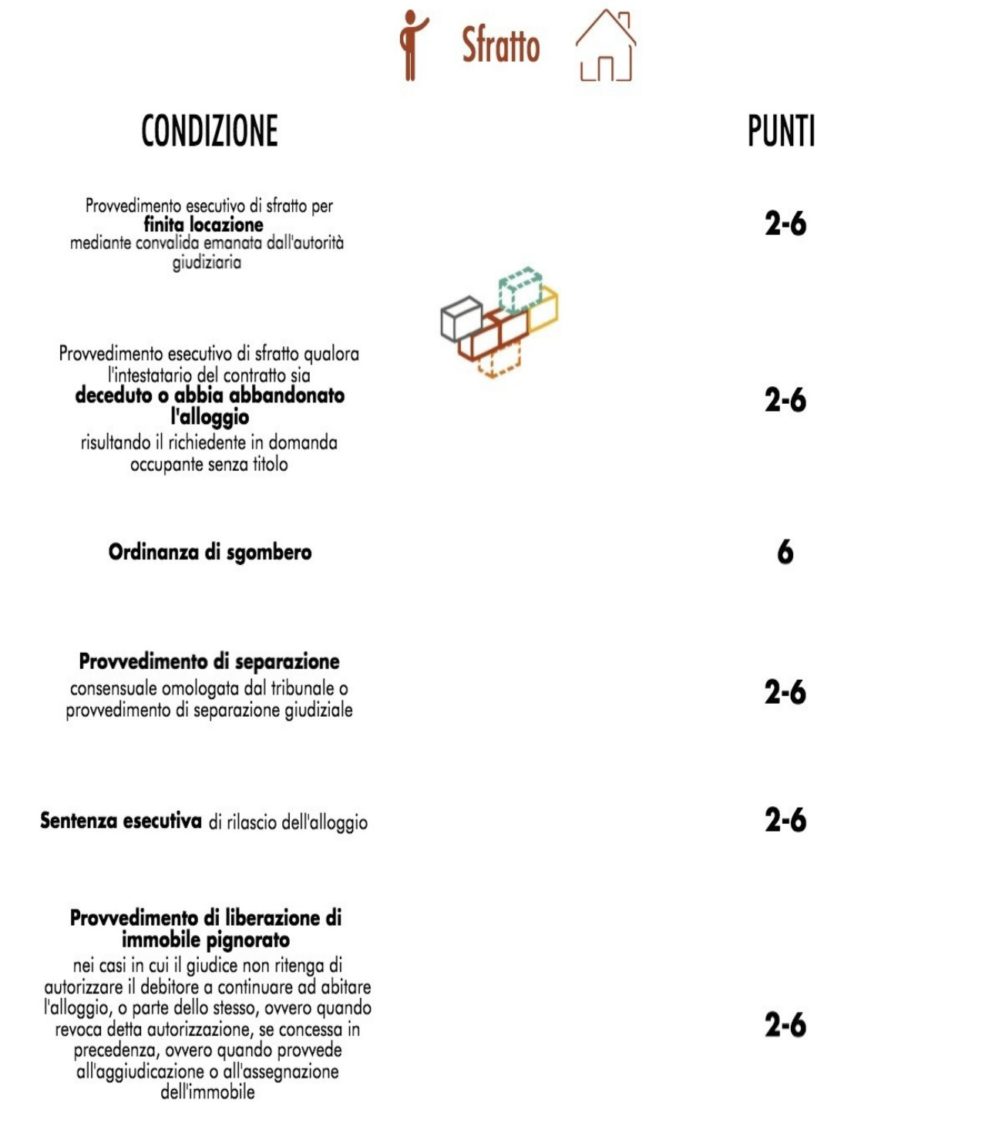 Sfratto
CONDIZIONE
PUNTI
Provvedimento esecutivo di sfratto per
finita locazione
mediante convalida emanata dall'autorità
giudiziaria
2-6
Provvedimento esecutivo di sfratto qualora
l'intestatario del contratto sia
deceduto o abbia abbandonato
l'alloggio
risultando il richiedente in domanda
occupante senza titolo
2-6
Ordinanza di sgombero
6
Provvedimento di separazione
consensuale omologata dal tribunale o
provvedimento di separazione giudiziale
2-6
Sentenza esecutiva di rilascio dell'alloggio
2-6
Provvedimento di liberazione di
immobile pignorato
nei casi in cui il giudice non ritenga di
autorizzare il debitore a continuare ad abitare
l'alloggio, o parte dello stesso, ovvero quando
revoca detta autorizzazione, se concessa in
precedenza, ovvero quando provvede
all'aggiudicazione o all'assegnazione
dell'immobile
2-6